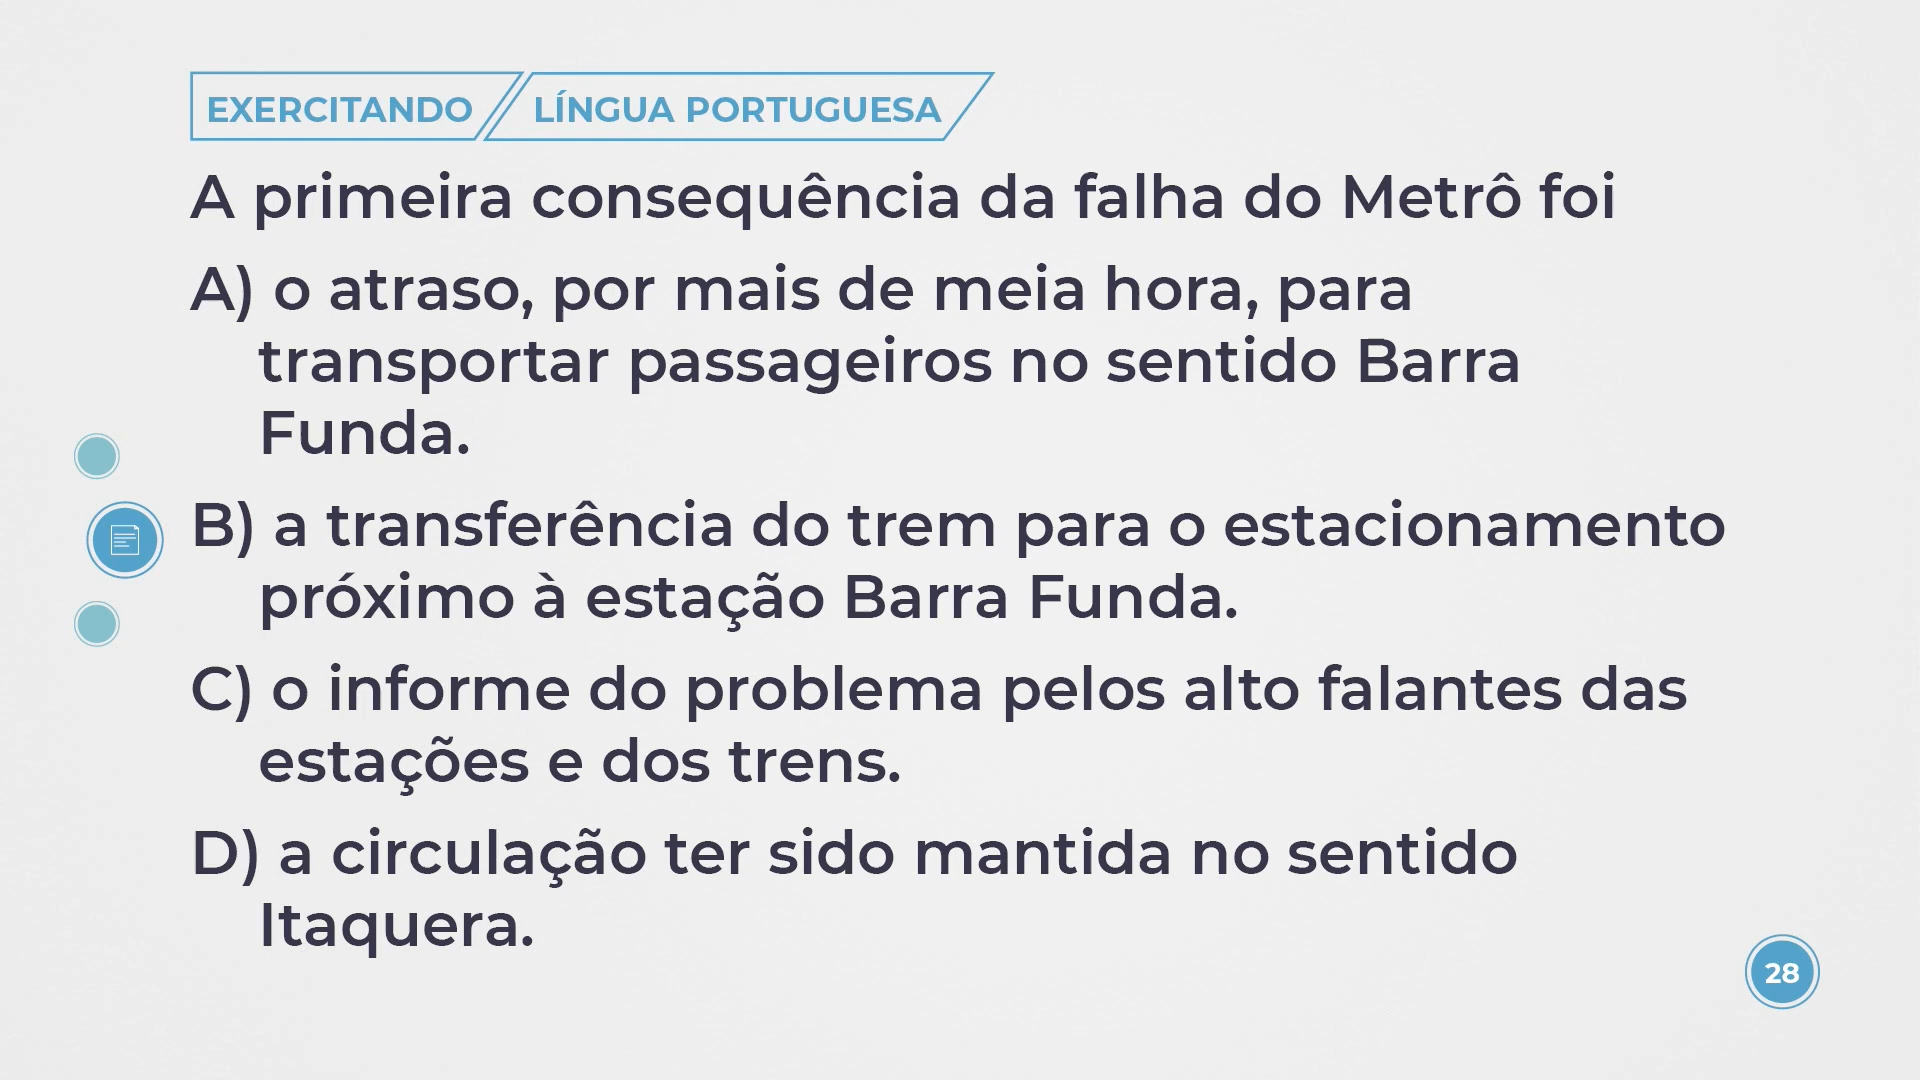 EXERCITANDO LÍNGUA PORTUGUESA
A primeira consequência da falha do Metrô foi
A) o atraso, por mais de meia hora, para
transportar passageiros no sentido Barra
Funda.
B) a transferência do trem para o estacionamento
próximo à estação Barra Funda.
C) o informe do problema pelos alto falantes das
estações e dos trens.
D) a circulação ter sido mantida no sentido
Itaquera.
28